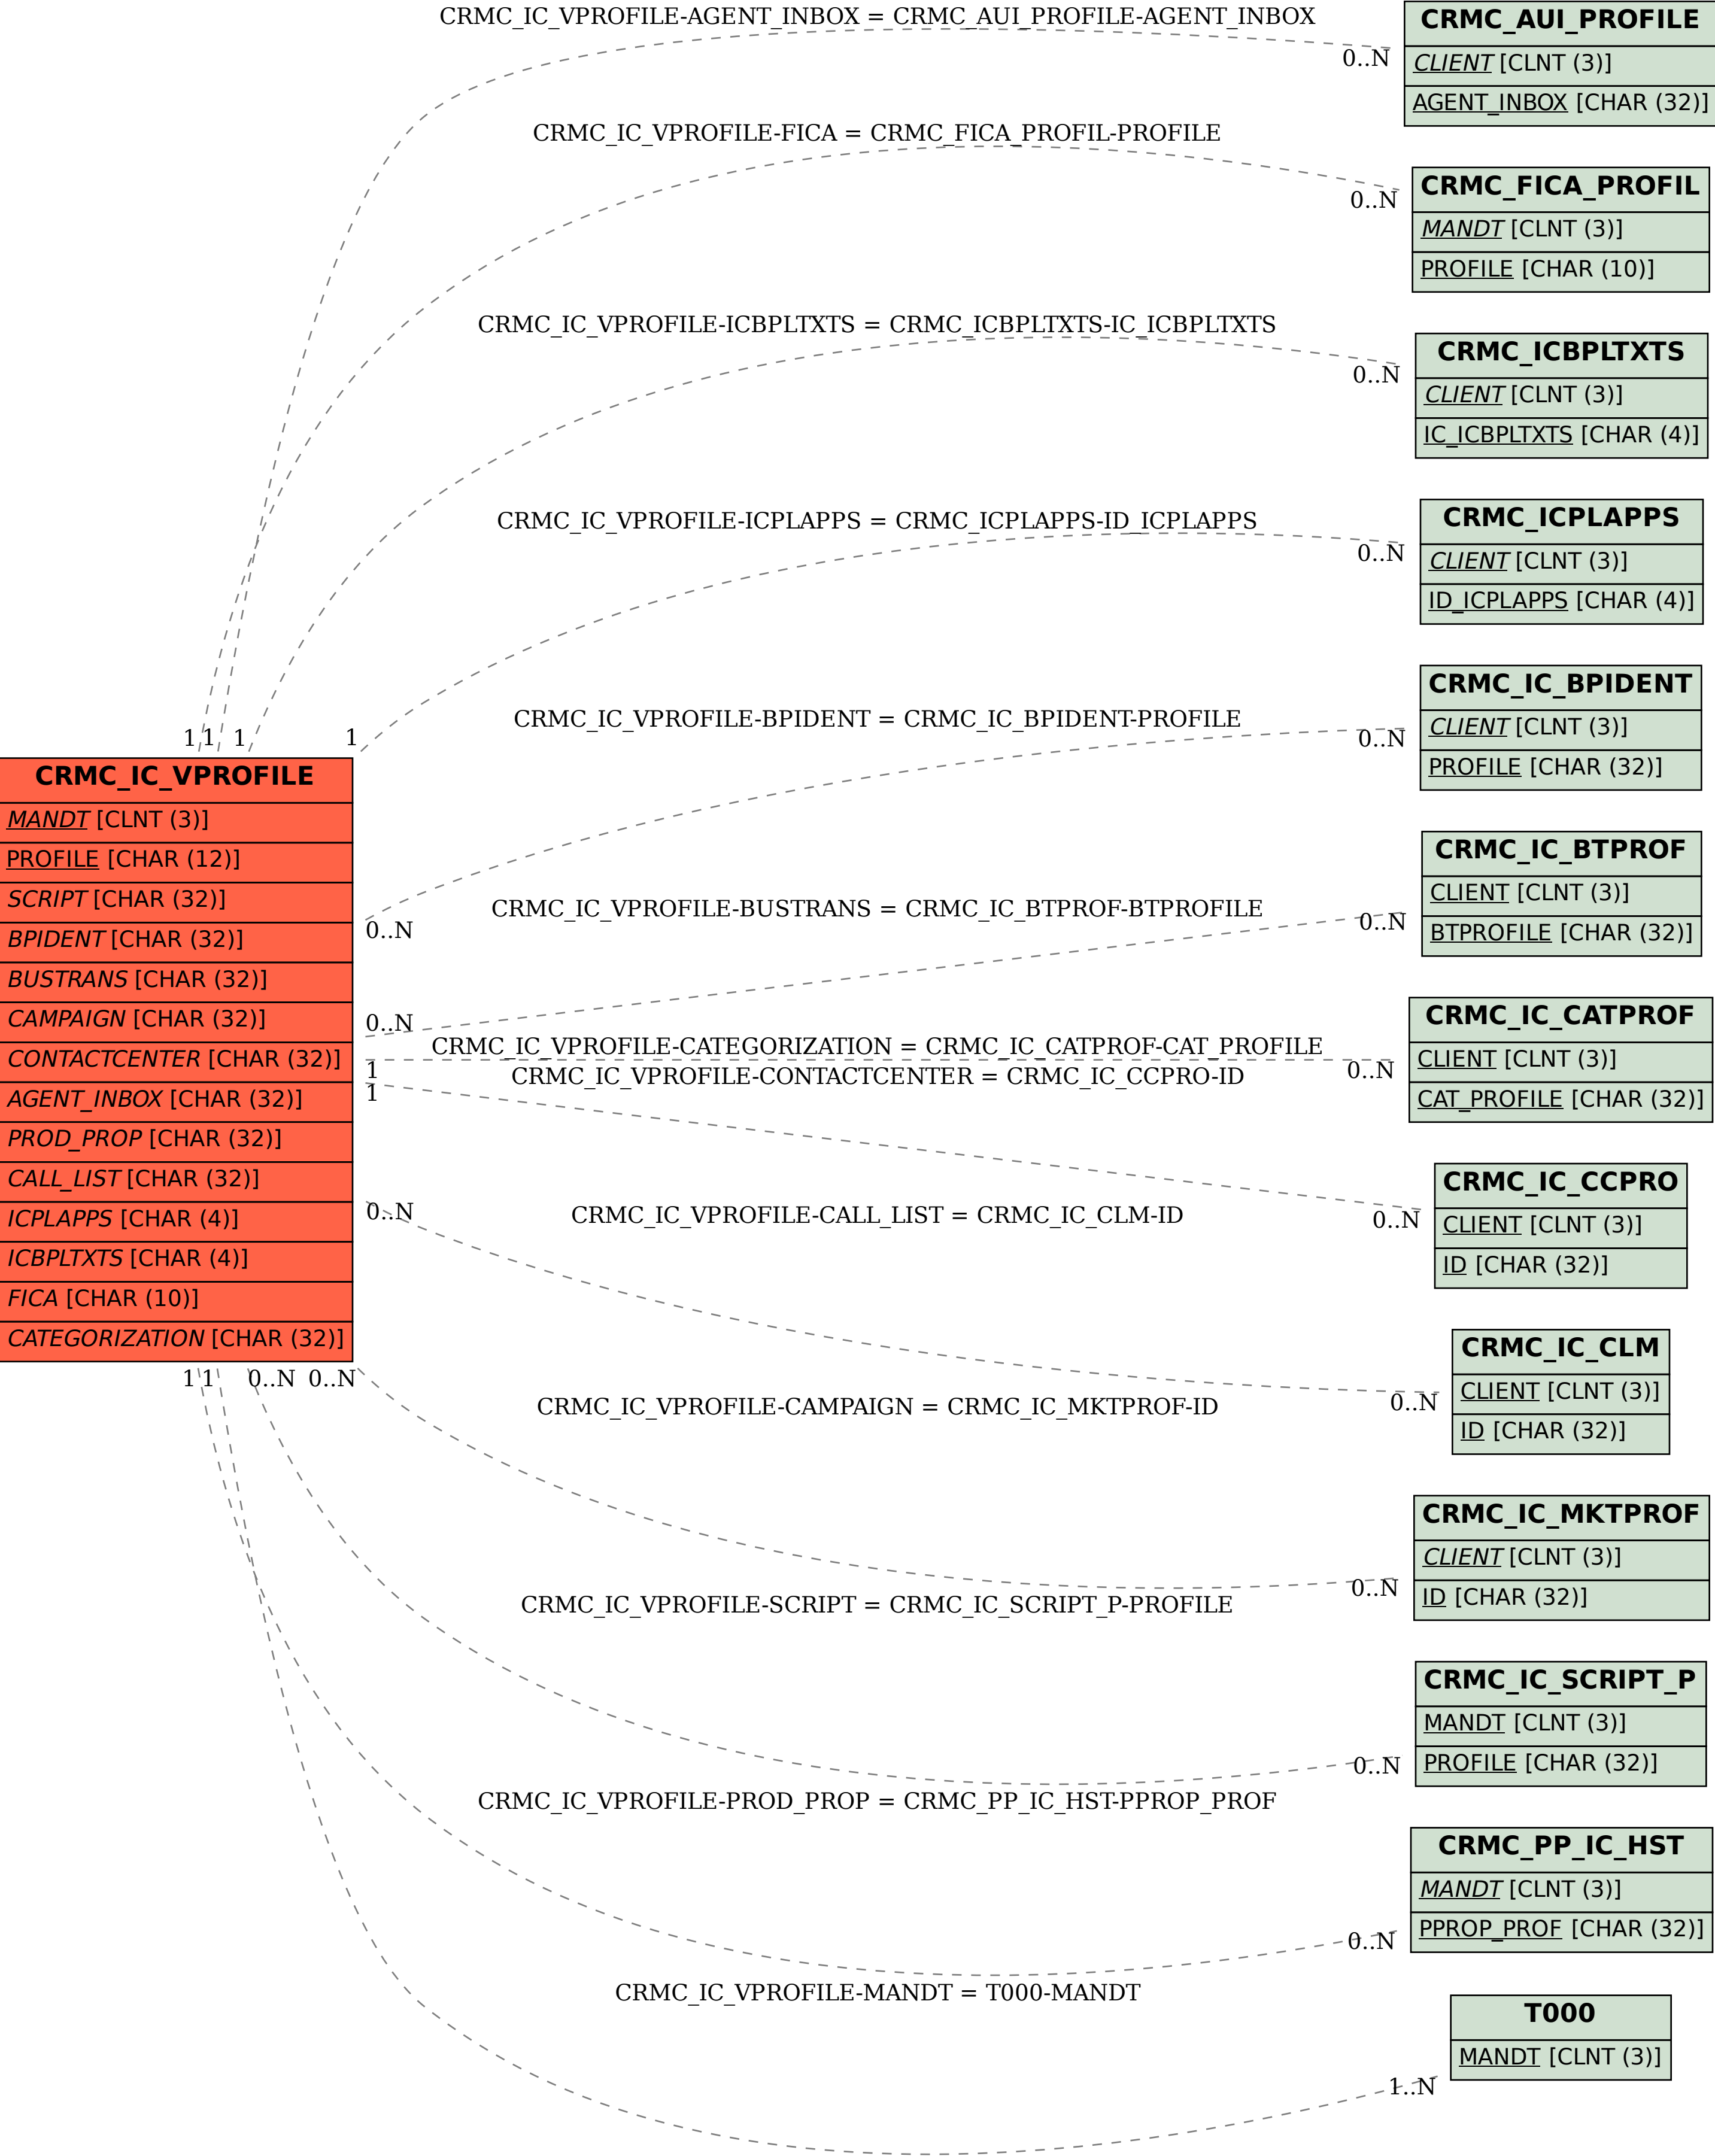 CRMC_IC_VPROFILE-AGENT_INBOX = CRMC_AUI_PROFILE-AGENT_INBOX
0..N
CRMC_AUI_PROFILE
CLIENT [CLNT (3)]
AGENT_INBOX [CHAR (32)]
CRMC_IC_VPROFILE-FICA = CRMC_FICA_PROFIL-PROFILE
0..N
CRMC_FICA_PROFIL
MANDT [CLNT (3)]
PROFILE [CHAR (10)]
CRMC_IC_VPROFILE-ICBPLTXTS = CRMC_ICBPLTXTS-IC_ICBPLTXTS
0..N
CRMC_ICBPLTXTS
CLIENT [CLNT (3)]
IC_ICBPLTXTS [CHAR (4)]
CRMC_IC_VPROFILE-ICPLAPPS = CRMC_ICPLAPPS-ID_ICPLAPPS
0..N
CRMC_ICPLAPPS
CLIENT [CLNT (3)]
ID_ICPLAPPS [CHAR (4)]
CRMC_IC_VPROFILE-BPIDENT = CRMC_IC_BPIDENT-PROFILE
0..N
CRMC_IC_BPIDENT
CLIENT [CLNT (3)]
PROFILE [CHAR (32)]
1 1 1 1
CRMC_IC_VPROFILE
MANDT [CLNT (3)]
PROFILE [CHAR (12)]
SCRIPT [CHAR (32)]
BPIDENT [CHAR (32)]
BUSTRANS [CHAR (32)]
CAMPAIGN [CHAR (32)]
CONTACTCENTER [CHAR (32)]
AGENT_INBOX [CHAR (32)]
PROD_PROP [CHAR (32)]
CALL_LIST [CHAR (32)]
ICPLAPPS [CHAR (4)]
ICBPLTXTS [CHAR (4)]
FICA [CHAR (10)]
CATEGORIZATION [CHAR (32)]
0..N
CRMC_IC_VPROFILE-BUSTRANS = CRMC_IC_BTPROF-BTPROFILE
0..N
CRMC_IC_BTPROF
CLIENT [CLNT (3)]
BTPROFILE [CHAR (32)]
0..N
CRMC_IC_VPROFILE-CATEGORIZATION = CRMC_IC_CATPROF-CAT_PROFILE
1
0..N
CRMC_IC_CATPROF
CLIENT [CLNT (3)]
CAT_PROFILE [CHAR (32)]
CRMC_IC_VPROFILE-CONTACTCENTER = CRMC_IC_CCPRO-ID
1
0..N
CRMC_IC_CCPRO
CLIENT [CLNT (3)]
ID [CHAR (32)]
0..N
CRMC_IC_VPROFILE-CALL_LIST = CRMC_IC_CLM-ID
0..N
CRMC_IC_CLM
CLIENT [CLNT (3)]
ID [CHAR (32)]
1 1 0..N 0..N
CRMC_IC_VPROFILE-CAMPAIGN = CRMC_IC_MKTPROF-ID
0..N
CRMC_IC_MKTPROF
CLIENT [CLNT (3)]
ID [CHAR (32)]
CRMC_IC_VPROFILE-SCRIPT = CRMC_IC_SCRIPT_P-PROFILE
0..N
CRMC_IC_SCRIPT_P
MANDT [CLNT (3)]
PROFILE [CHAR (32)]
CRMC_IC_VPROFILE-PROD_PROP = CRMC_PP_IC_HST-PPROP_PROF
0..N
CRMC_PP_IC_HST
MANDT [CLNT (3)]
PPROP_PROF [CHAR (32)]
CRMC_IC_VPROFILE-MANDT = T000-MANDT
1..N
T000
MANDT [CLNT (3)]